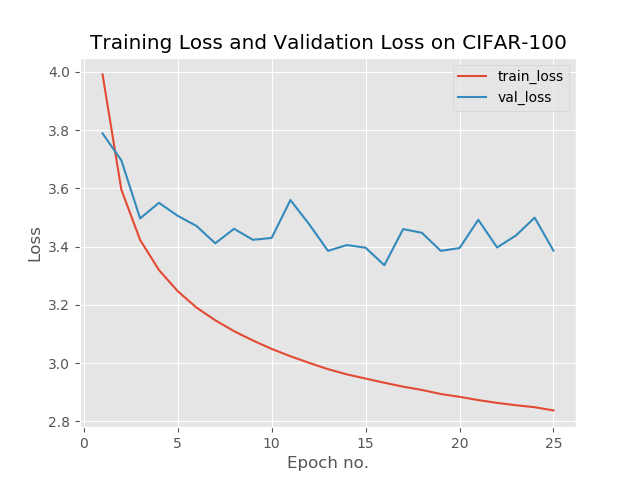 Training Loss and Validation Loss on CIFAR-100
train_loss
val_loss
Loss
4.0
3.8
3.6
3.4
3.2
3.0
2.8
0 5 10 15 20 25
Epoch no.